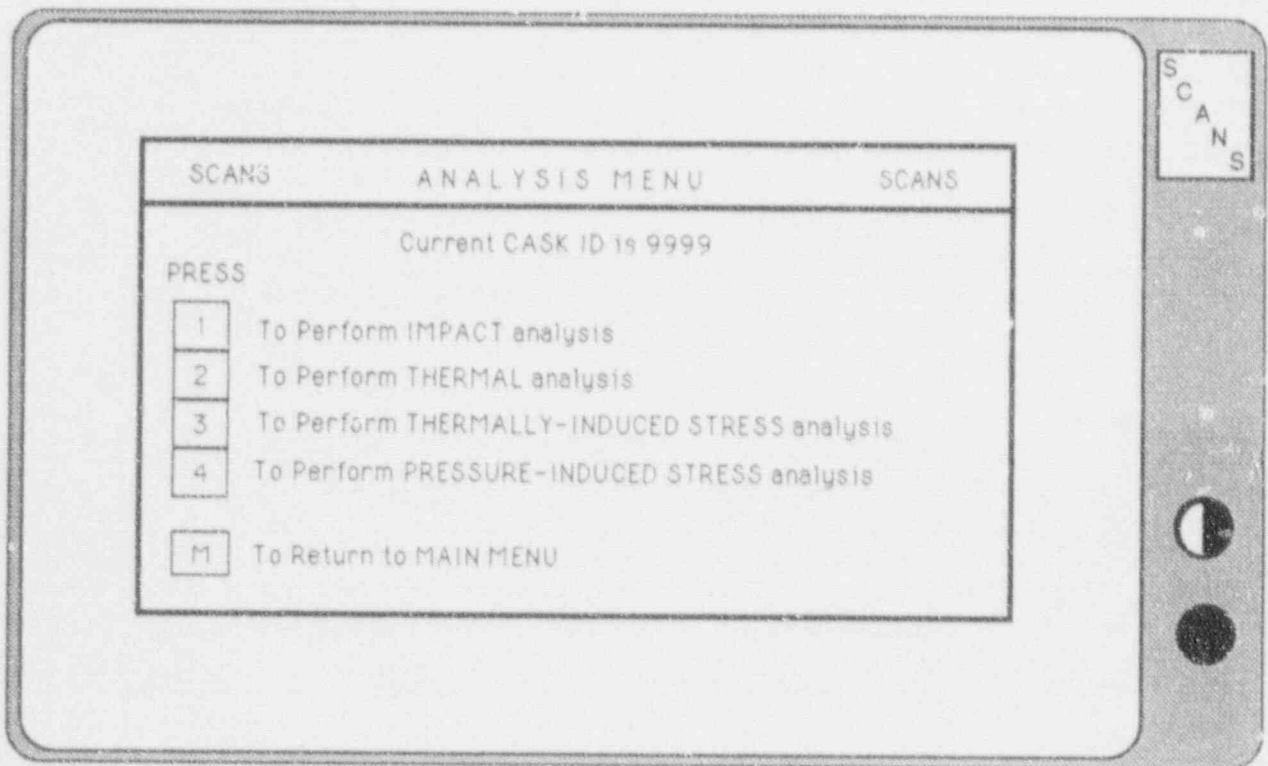 SCANS
SCANS ANALYSIS MENU SCANS
Current CASK ID is 9999
PRESS
1 To Perform IMPACT analysis
2 To Perform THERMAL analysis
3 To Perform THERMALLY-INDUCED STRESS analysis
4 To Perform PRESSURE-INDUCED STRESS analysis
M To Return to MAIN MENU